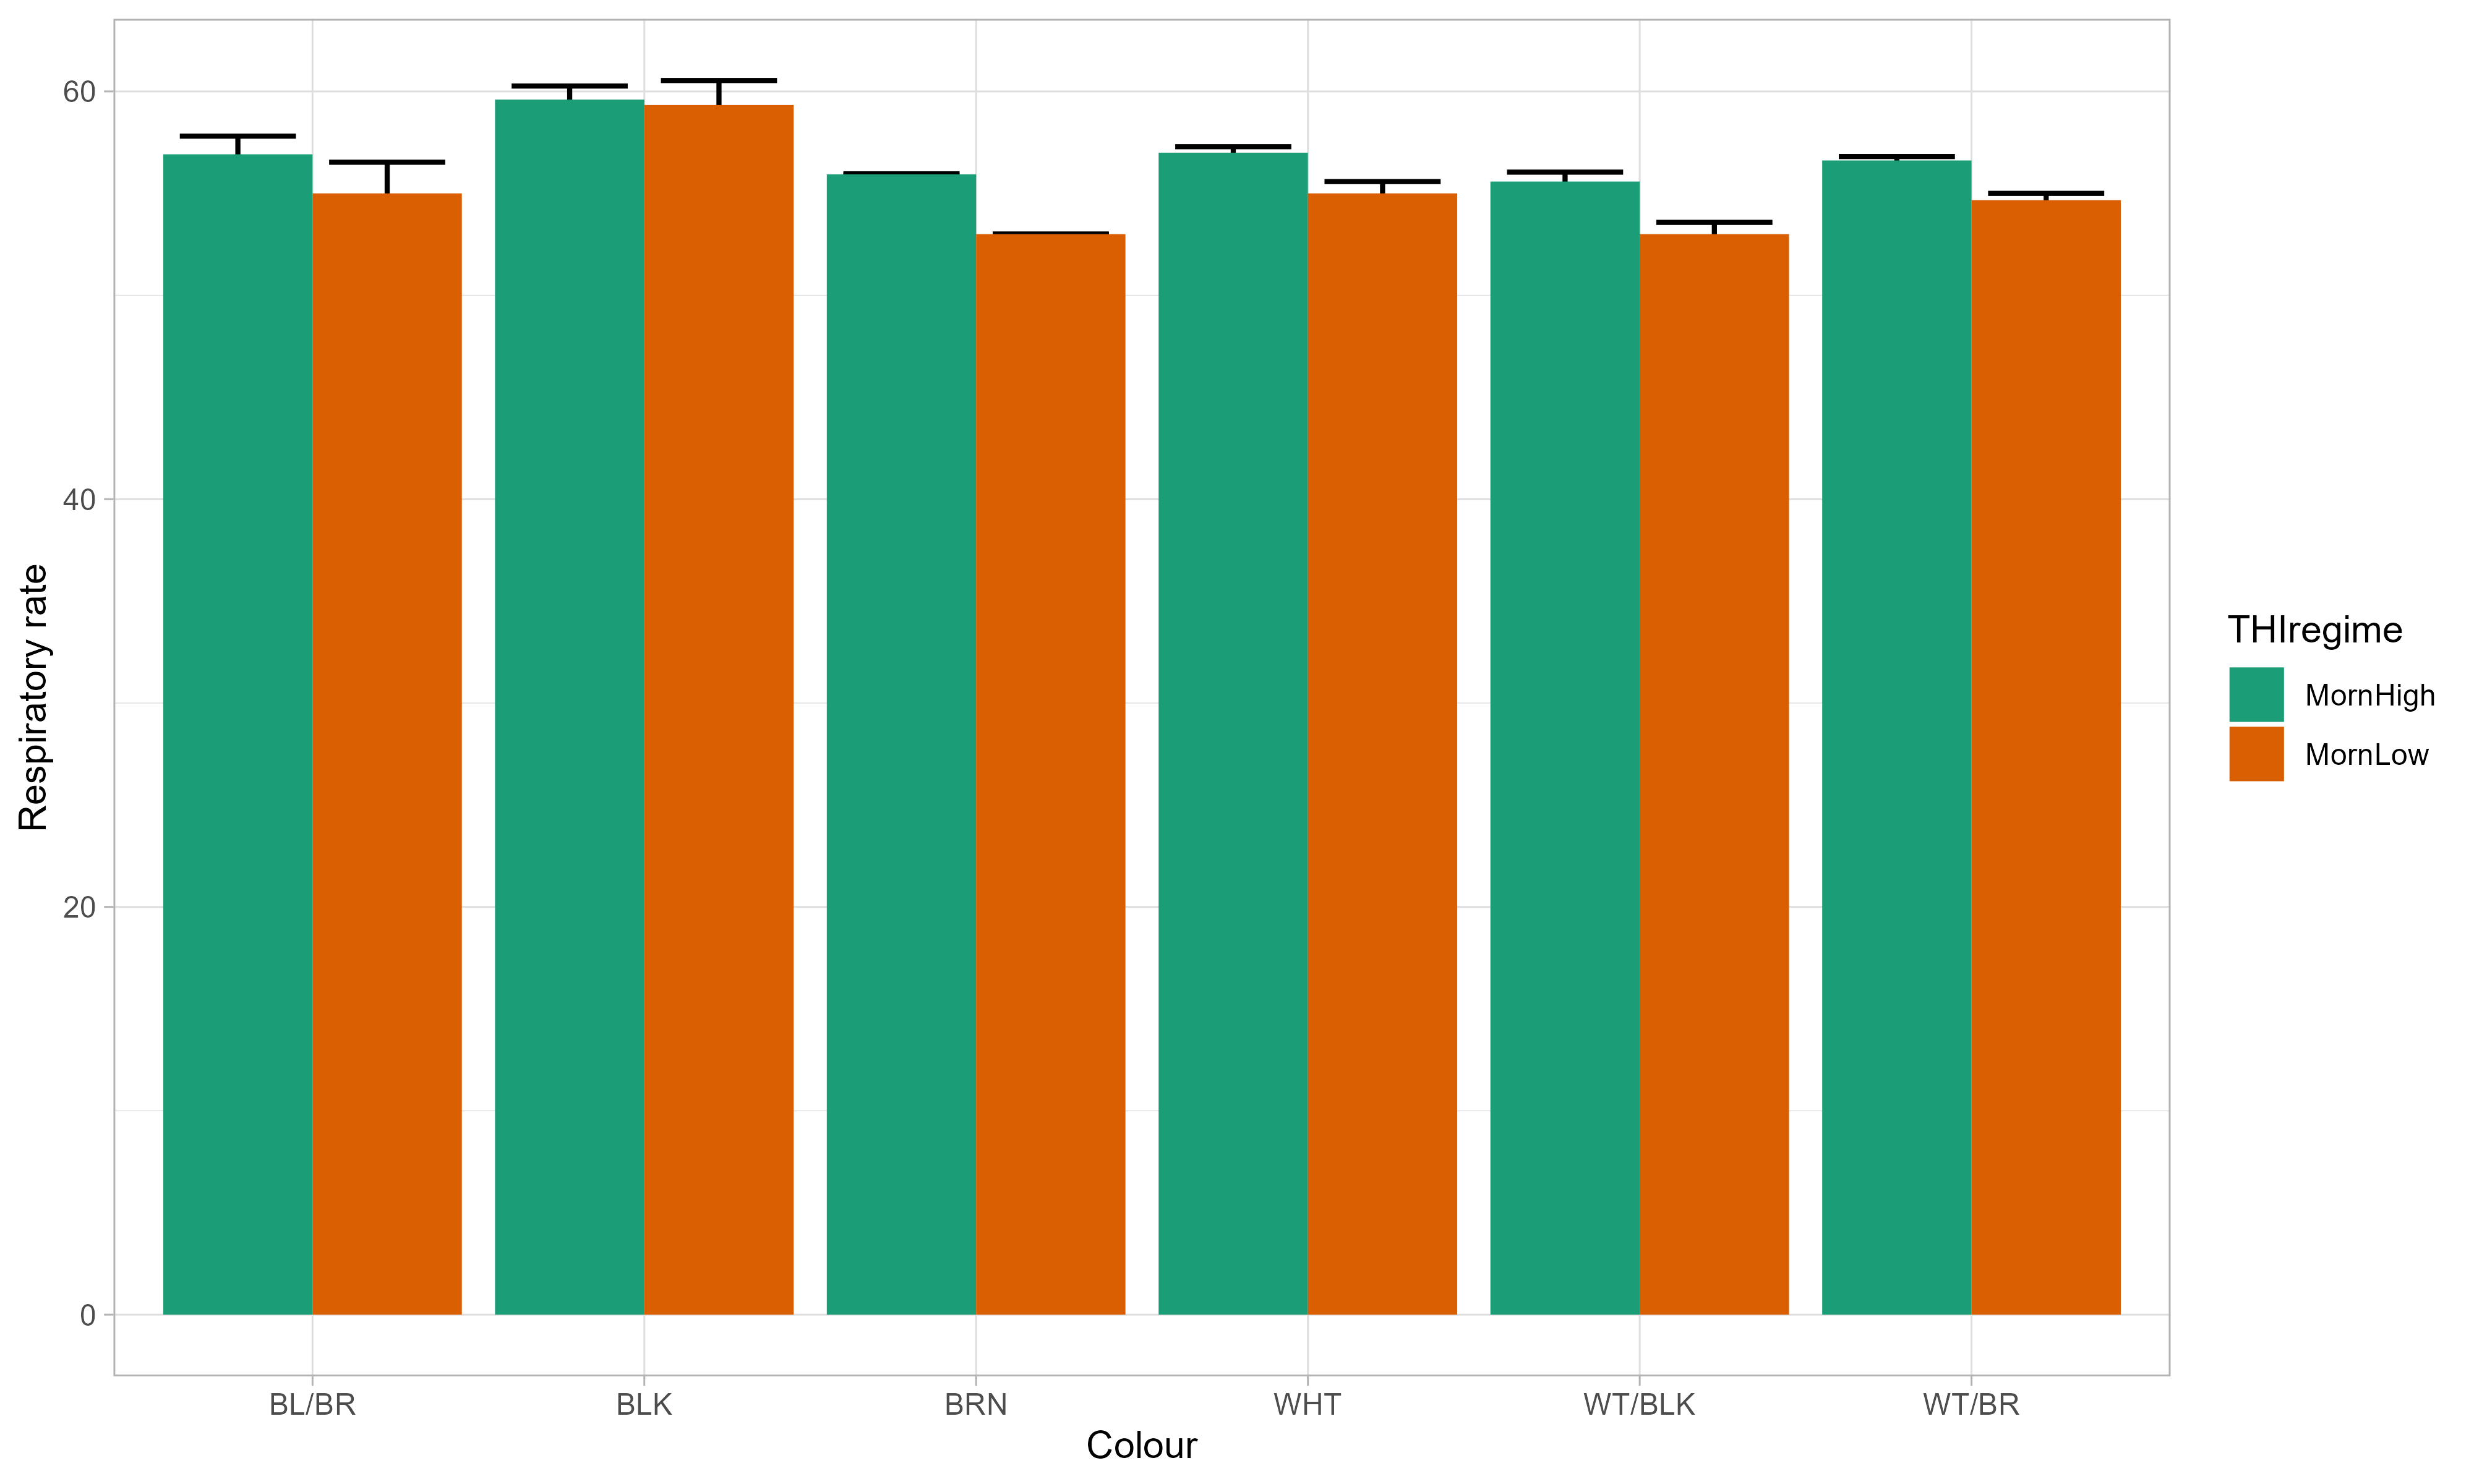 60
40
20
0
Respiratory rate
BL/BR BLK BRN WHT WT/BLK WT/BR
Colour
THIregime
MornHigh
MornLow